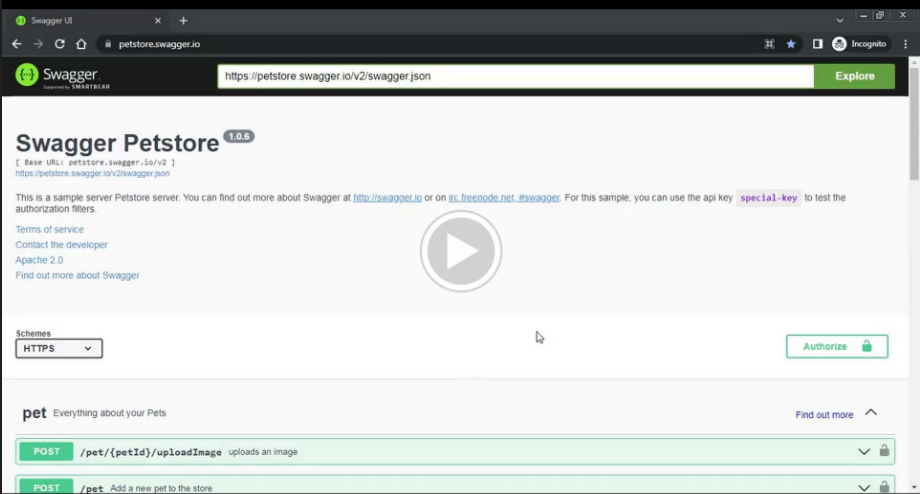 Swagger UI
petstore.swagger.io
Incognito
Swagger.
Supported by SMARTBEAR
https://petstore.swagger.io/v2/swagger.json
Explore
Swagger Petstore 1.0.6
[ Base URL: petstore.swagger.io/v2 ]
https://petstore.swagger.io/v2/swagger.json
This is a sample server Petstore server. You can find out more about Swagger at http://swagger.io or on irc.freenode.net, #swagger. For this sample, you can use the api key special-key to test the
authorization filters.
Terms of service
Contact the developer
Apache 2.0
Find out more about Swagger
Schemes
HTTPS
Authorize
pet Everything about your Pets
Find out more
POST /pet/{petId}/uploadImage uploads an image
POST /pet Add a new pet to the store